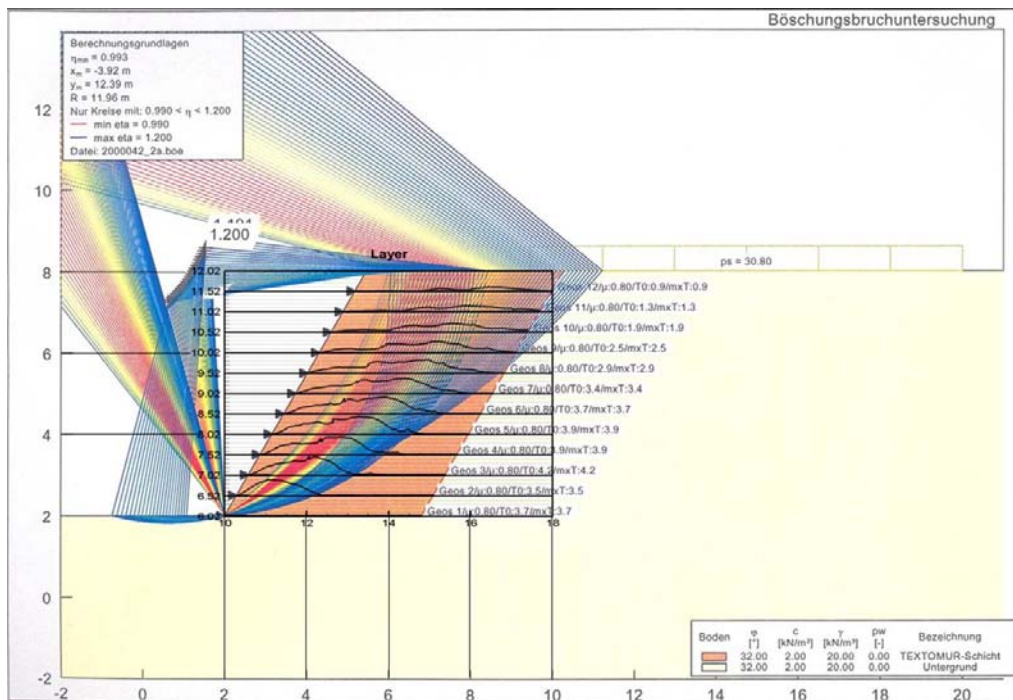 Böschungsbruchuntersuchung
Berechnungsgrundlagen
ηmin = 0.993
xm = -3.92 m
ym = 12.39 m
R = 11.96 m
Nur Kreise mit: 0.990 < η < 1.200
min eta = 0.990
max eta = 1.200
Datei: 2000042_2a.boe
12
10
8
6
4
2
0
-2
1.200
Layer
ps = 30.80
12.02
11.52
11.02
10.52
10.02
9.52
9.02
8.52
8.02
7.52
7.02
6.52
6.02
10
12
14
16
18
Geos 12/μ:0.80/T0:0.9/mxT:0.9
Geos 11/μ:0.80/T0:1.3/mxT:1.3
Geos 10/μ:0.80/T0:1.9/mxT:1.9
Geos 9/μ:0.80/T0:2.5/mxT:2.5
Geos 8/μ:0.80/T0:2.9/mxT:2.9
Geos 7/μ:0.80/T0:3.4/mxT:3.4
Geos 6/μ:0.80/T0:3.7/mxT:3.7
Geos 5/μ:0.80/T0:3.9/mxT:3.9
Geos 4/μ:0.80/T0:3.9/mxT:3.9
Geos 3/μ:0.80/T0:4.2/mxT:4.2
Geos 2/μ:0.80/T0:3.5/mxT:3.5
Geos 1/μ:0.80/T0:3.7/mxT:3.7
Boden φ [°] c [kN/m²] γ [kN/m³] pw [-] Bezeichnung
32.00 2.00 20.00 0.00 TEXTOMUR-Schicht
32.00 2.00 20.00 0.00 Untergrund
-2 0 2 4 6 8 10 12 14 16 18 20